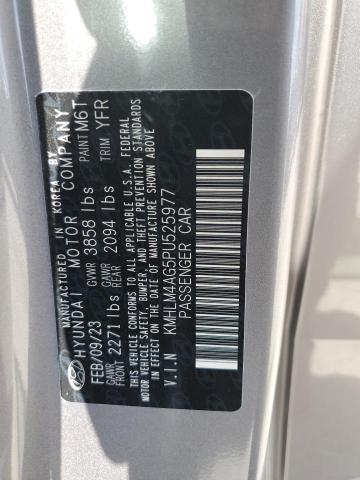 MANUFACTURED IN KOREA BY
HYUNDAI MOTOR COMPANY
FEB/09/23 GVWR 3858 lbs PAINT M6T
GAWR FRONT 2271 lbs GAWR REAR 2094 lbs TRIM YFR
THIS VEHICLE CONFORMS TO ALL APPLICABLE U.S.A. FEDERAL
MOTOR VEHICLE SAFETY, BUMPER, AND THEFT PREVENTION STANDARDS
IN EFFECT ON THE DATE OF MANUFACTURE SHOWN ABOVE.
V.I.N KMHLM4AG5PU525977
PASSENGER CAR